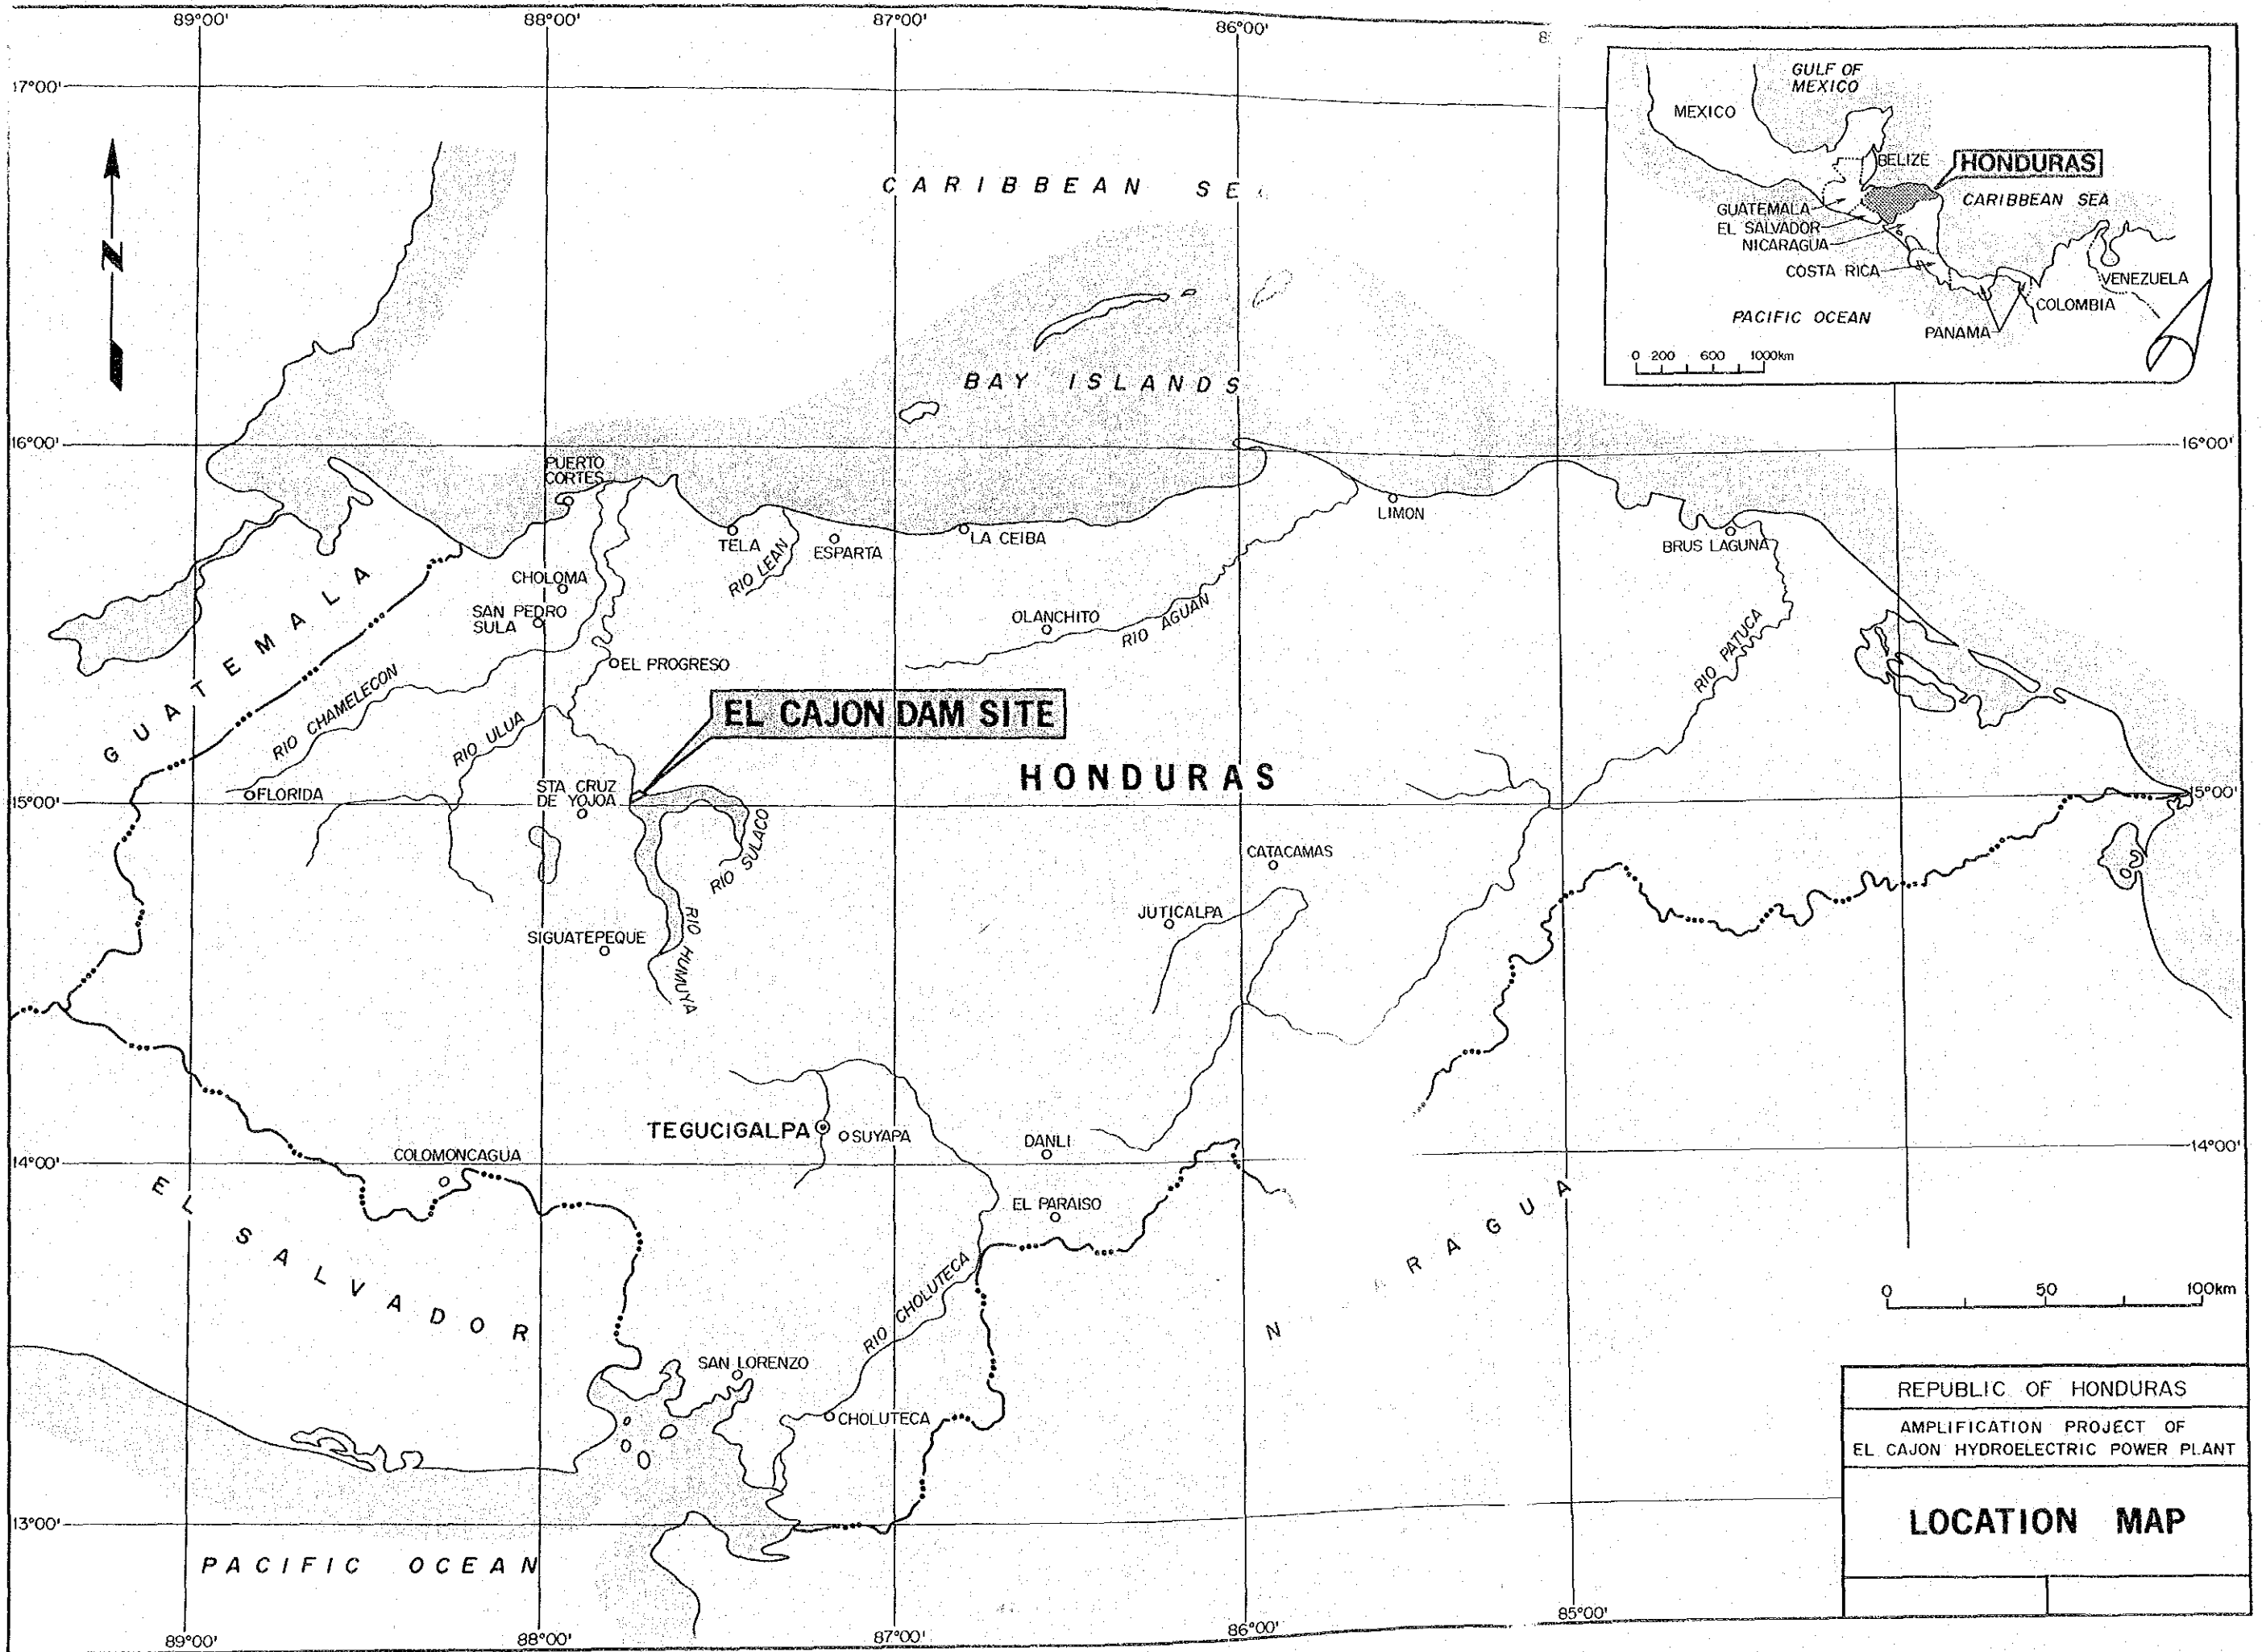 89°00'
88°00'
87°00'
86°00'
17°00'
N
CARIBBEAN
GULF OF
MEXICO
MEXICO
BELIZE
HONDURAS
CARIBBEAN SEA
GUATEMALA
EL SALVADOR
NICARAGUA
COSTA RICA
VENEZUELA
COLOMBIA
PACIFIC OCEAN
PANAMA
0 200 600 1000km
BAY ISLANDS
16°00'
16°00'
PUERTO
CORTES
TELA
RIO LEAN
ESPARTA
LA CEIBA
LIMON
BRUS LAGUNA
CHOLOMA
SAN PEDRO
SULA
OLANCHITO
RIO AGUAN
RIO PATUCA
GUATEMALA
EL PROGRESO
RIO CHAMELECON
RIO ULUA
EL CAJON DAM SITE
HONDURAS
FLORIDA
STA CRUZ
DE YOJOA
15°00'
15°00'
RIO SULACO
CATACAMAS
JUTICALPA
SIGUATEPEQUE
RIO HUMUYA
TEGUCIGALPA
SUYAPA
DANLI
COLOMONCAGUA
14°00'
14°00'
EL PARAISO
EL SALVADOR
N RAGUA
RIO CHOLUTECA
0 50 100km
SAN LORENZO
CHOLUTECA
13°00'
PACIFIC OCEAN
REPUBLIC OF HONDURAS
AMPLIFICATION PROJECT OF
EL CAJON HYDROELECTRIC POWER PLANT
LOCATION MAP
89°00'
88°00'
87°00'
86°00'
85°00'